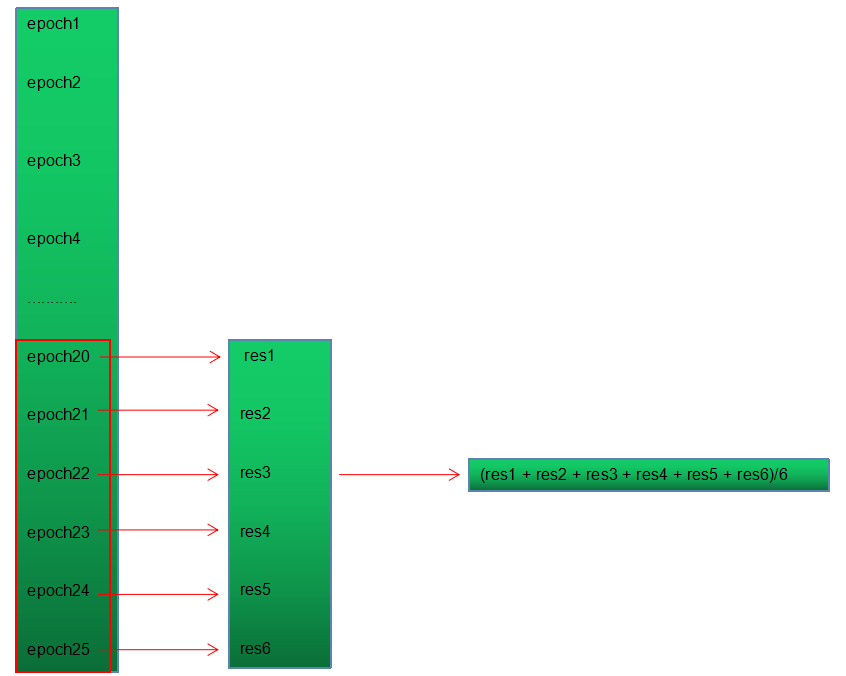 epoch1
epoch2
epoch3
epoch4
...........
epoch20
epoch21
epoch22
epoch23
epoch24
epoch25
res1
res2
res3
res4
res5
res6
(res1 + res2 + res3 + res4 + res5 + res6)/6